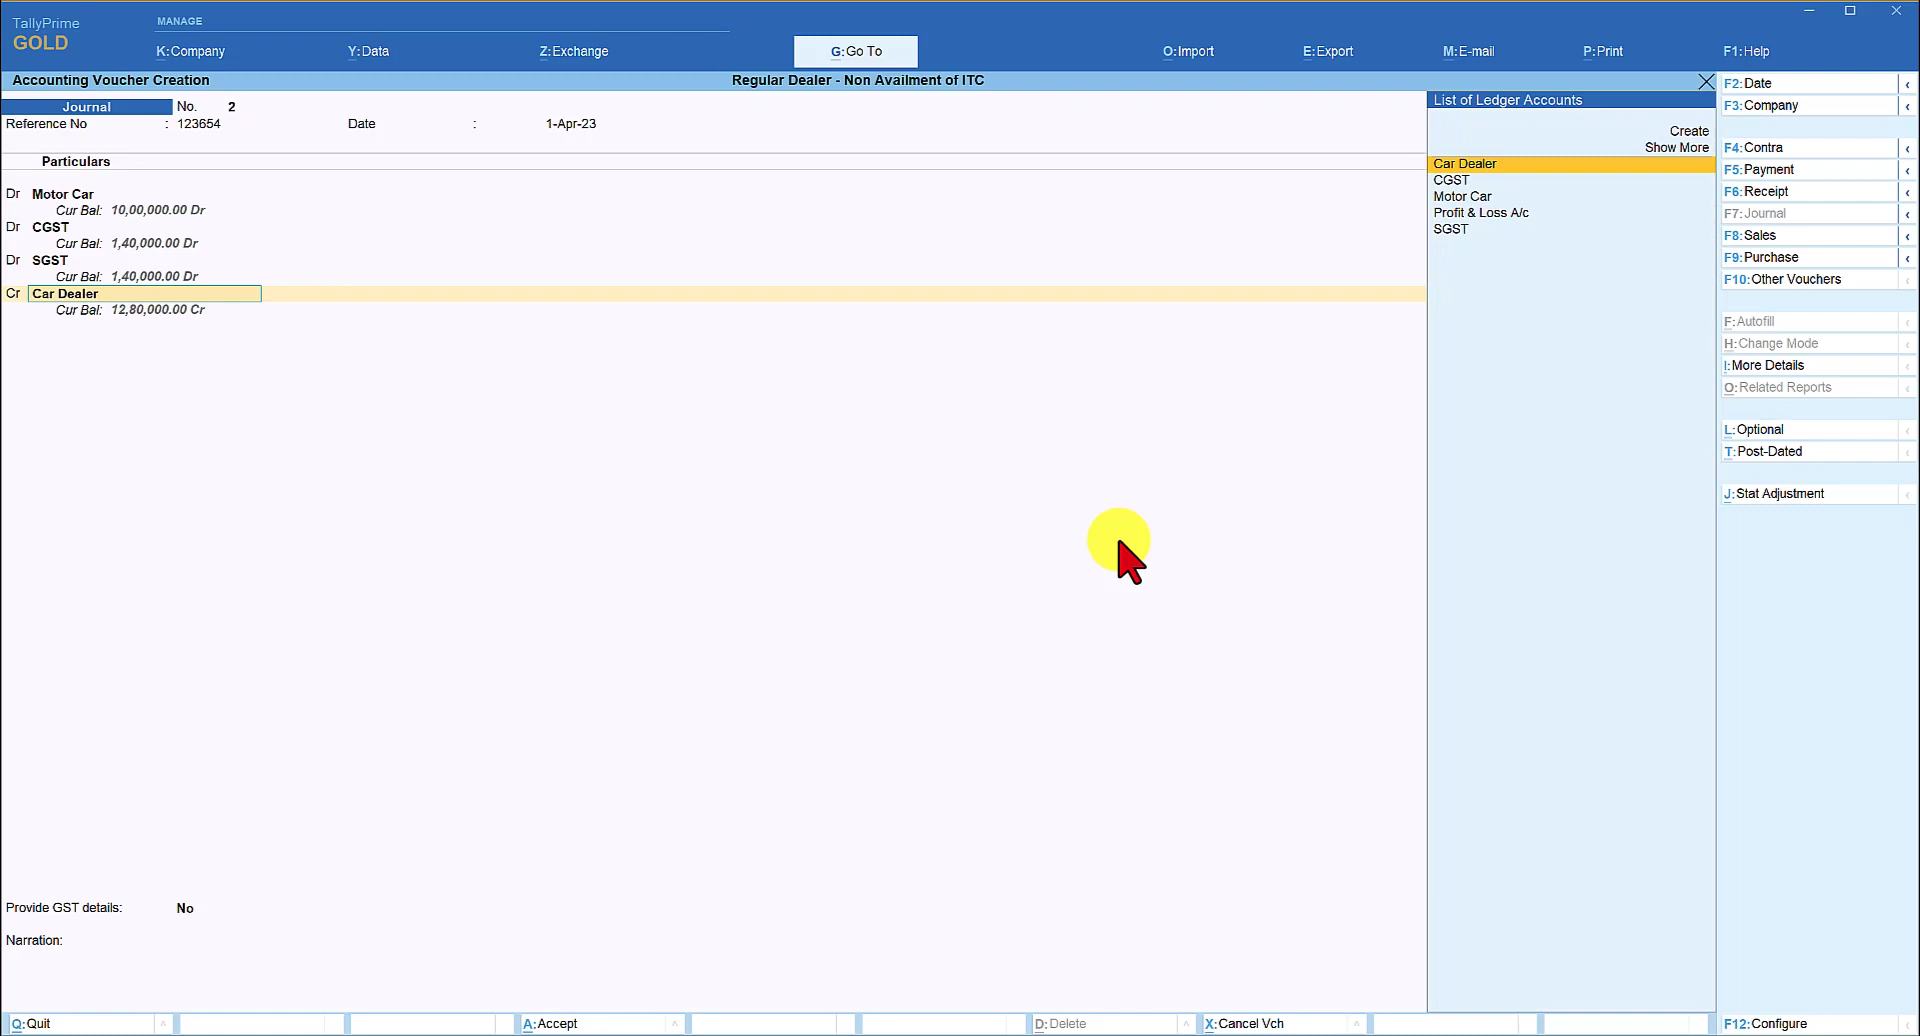 TallyPrime
GOLD
MANAGE
K:Company
Y:Data
Z:Exchange
G:Go To
O:Import
E:Export
M:E-mail
P:Print
F1:Help
Accounting Voucher Creation
Regular Dealer - Non Availment of ITC
Journal No. 2
Reference No : 123654 Date : 1-Apr-23
Particulars
Dr Motor Car
Cur Bal: 10,00,000.00 Dr
Dr CGST
Cur Bal: 1,40,000.00 Dr
Dr SGST
Cur Bal: 1,40,000.00 Dr
Cr Car Dealer
Cur Bal: 12,80,000.00 Cr
Provide GST details: No
Narration:
List of Ledger Accounts
Create
Show More
Car Dealer
CGST
Motor Car
Profit & Loss A/c
SGST
F2:Date
F3:Company
F4:Contra
F5:Payment
F6:Receipt
F7:Journal
F8:Sales
F9:Purchase
F10:Other Vouchers
F:Autofill
H:Change Mode
I:More Details
O:Related Reports
L:Optional
T:Post-Dated
J:Stat Adjustment
Q:Quit
A:Accept
D:Delete
X:Cancel Vch
F12:Configure